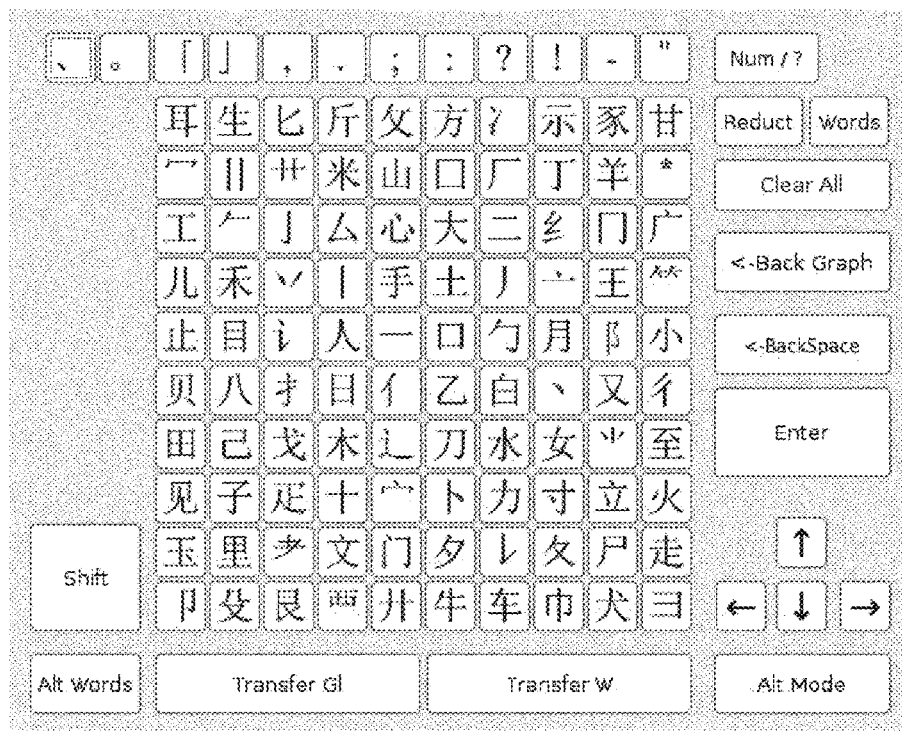 、 。 「 」 , . ; : ? ! - " Num / ?
耳 生 匕 斤 攵 方 冫 示 豕 甘 Reduct Words
冖 || 艹 米 山 囗 厂 丁 羊 * Clear All
工 𠂉 亅 厶 心 大 二 纟 冂 广 <-Back Graph
儿 禾 丷 丨 手 土 丿 亠 王 ⺮
止 目 讠 人 一 口 勹 月 阝 小 <-BackSpace
贝 八 扌 日 亻 乙 白 丶 又 彳
田 己 戈 木 辶 刀 水 女 ⺌ 至 Enter
见 子 疋 十 宀 卜 力 寸 立 火
玉 里 耂 文 门 夕 乚 夂 尸 走 ↑
Shift
卩 殳 艮 覀 廾 牛 车 巾 犬 彐 ← ↓ →
Alt Words Transfer Gl Transfer W Alt Mode